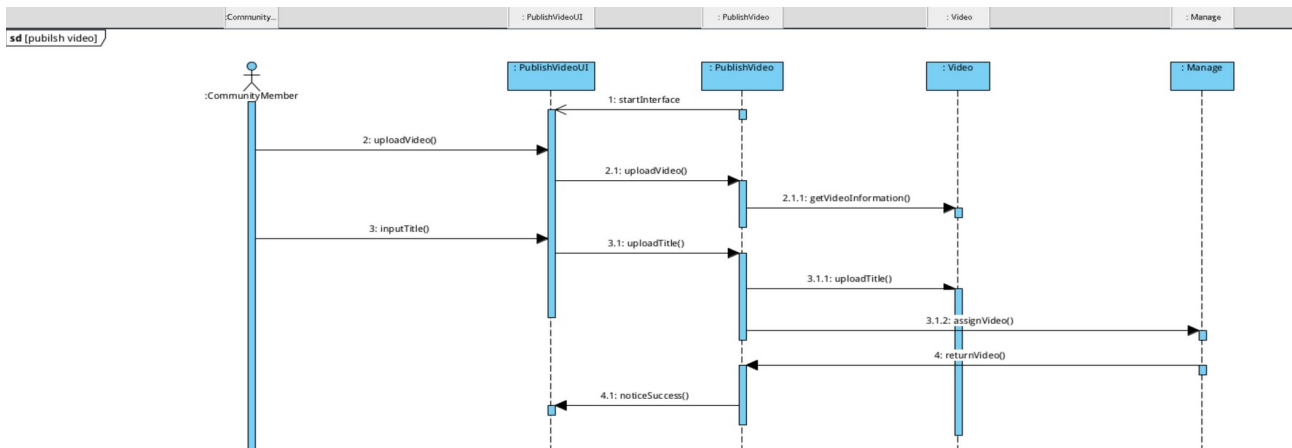 :Community...
: PublishVideoUI
: PublishVideo
: Video
: Manage
sd [pubilsh video]
: PublishVideoUI
: PublishVideo
: Video
: Manage
:CommunityMember
1: startInterface
2: uploadVideo()
2.1: uploadVideo()
2.1.1: getVideoInformation()
3: inputTitle()
3.1: uploadTitle()
3.1.1: uploadTitle()
3.1.2: assignVideo()
4: returnVideo()
4.1: noticeSuccess()